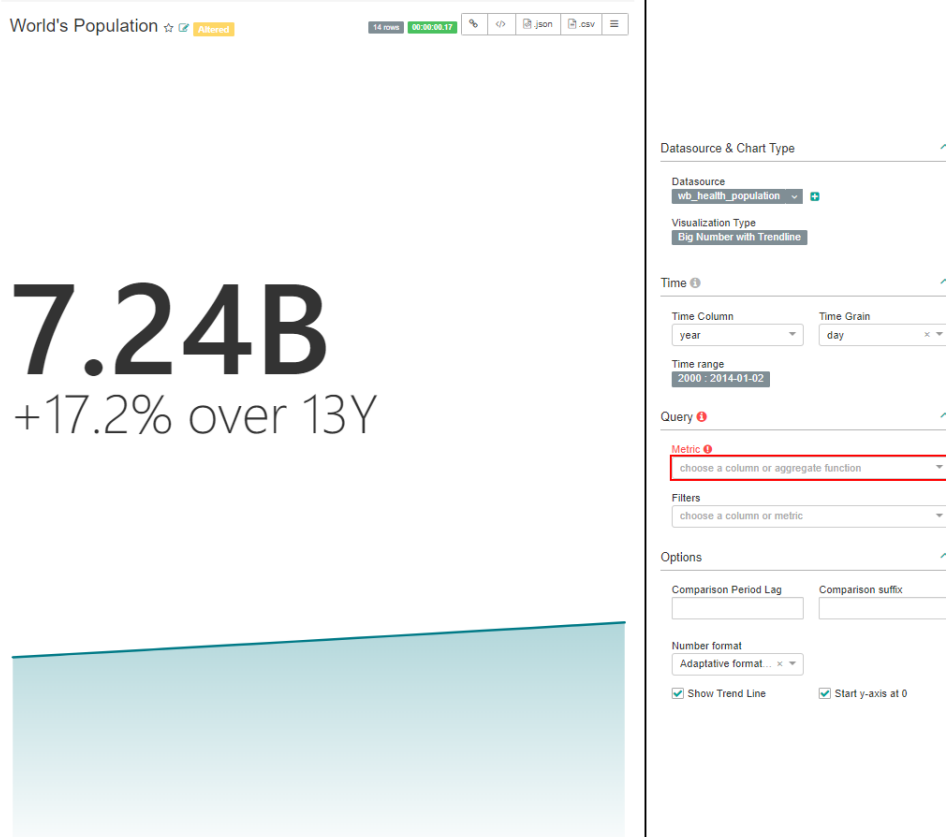 World's Population Altered 14 rows 00:00:00.17 </> .json .csv
7.24B
+17.2% over 13Y
Datasource & Chart Type
Datasource
wb_health_population
Visualization Type
Big Number with Trendline
Time
Time Column Time Grain
year day
Time range
2000 : 2014-01-02
Query
Metric
choose a column or aggregate function
Filters
choose a column or metric
Options
Comparison Period Lag Comparison suffix
Number format
Adaptative format...
Show Trend Line Start y-axis at 0